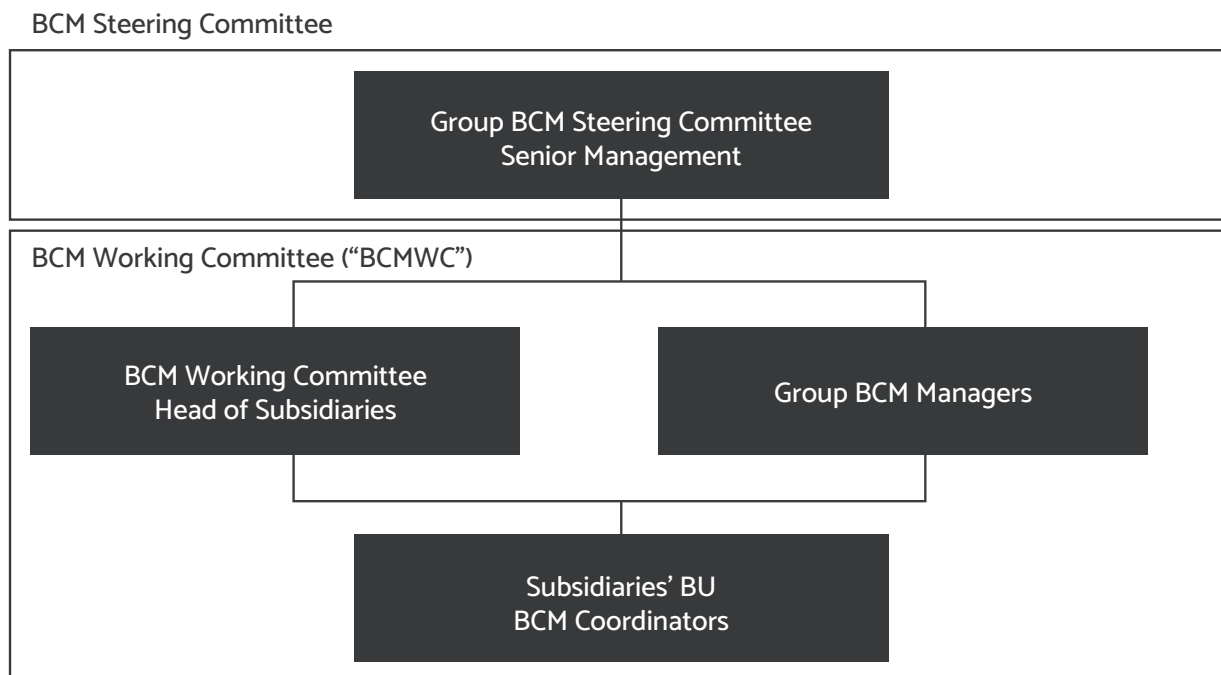 BCM Steering Committee
Group BCM Steering Committee
Senior Management
BCM Working Committee (“BCMWC”)
BCM Working Committee
Head of Subsidiaries
Group BCM Managers
Subsidiaries’ BU
BCM Coordinators